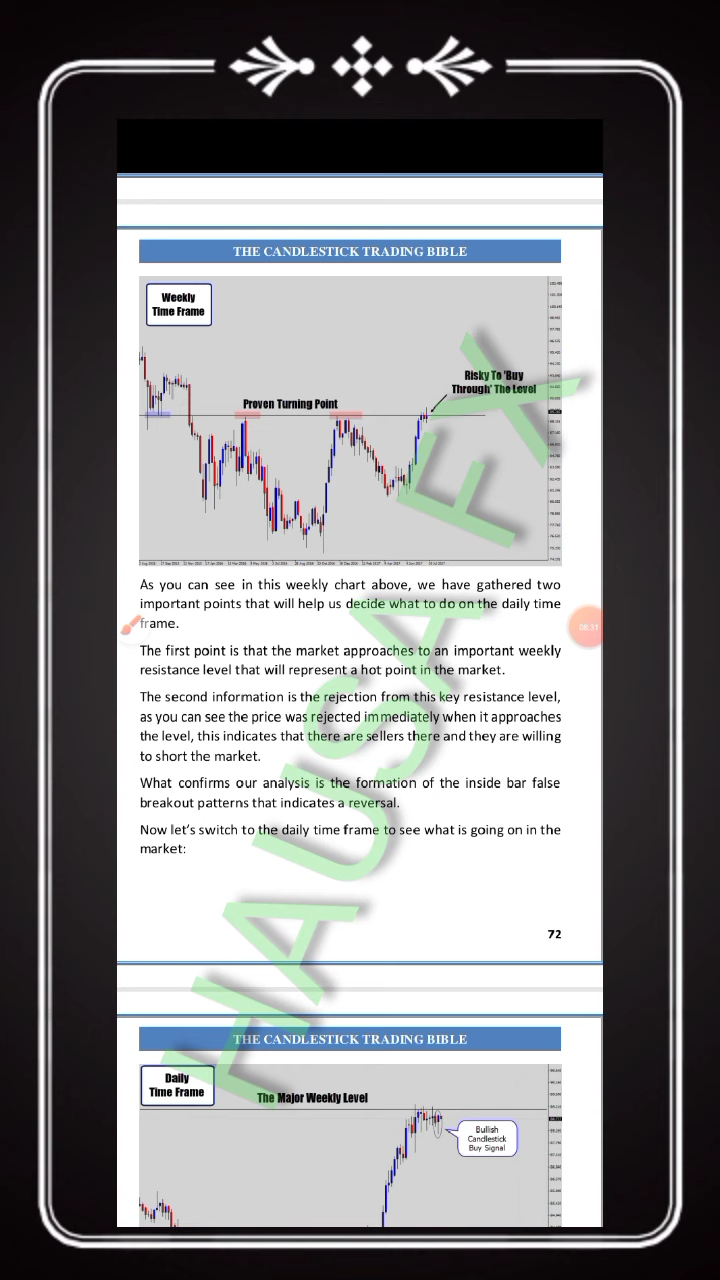 THE CANDLESTICK TRADING BIBLE
Weekly
Time Frame
Risky To 'Buy
Through' The Level
Proven Turning Point
As you can see in this weekly chart above, we have gathered two
important points that will help us decide what to do on the daily time
frame.
The first point is that the market approaches to an important weekly
resistance level that will represent a hot point in the market.
The second information is the rejection from this key resistance level,
as you can see the price was rejected immediately when it approaches
the level, this indicates that there are sellers there and they are willing
to short the market.
What confirms our analysis is the formation of the inside bar false
breakout patterns that indicates a reversal.
Now let's switch to the daily time frame to see what is going on in the
market:
72
HAUSA FX
08:31
THE CANDLESTICK TRADING BIBLE
Daily
Time Frame
The Major Weekly Level
Bullish
Candlestick
Buy Signal